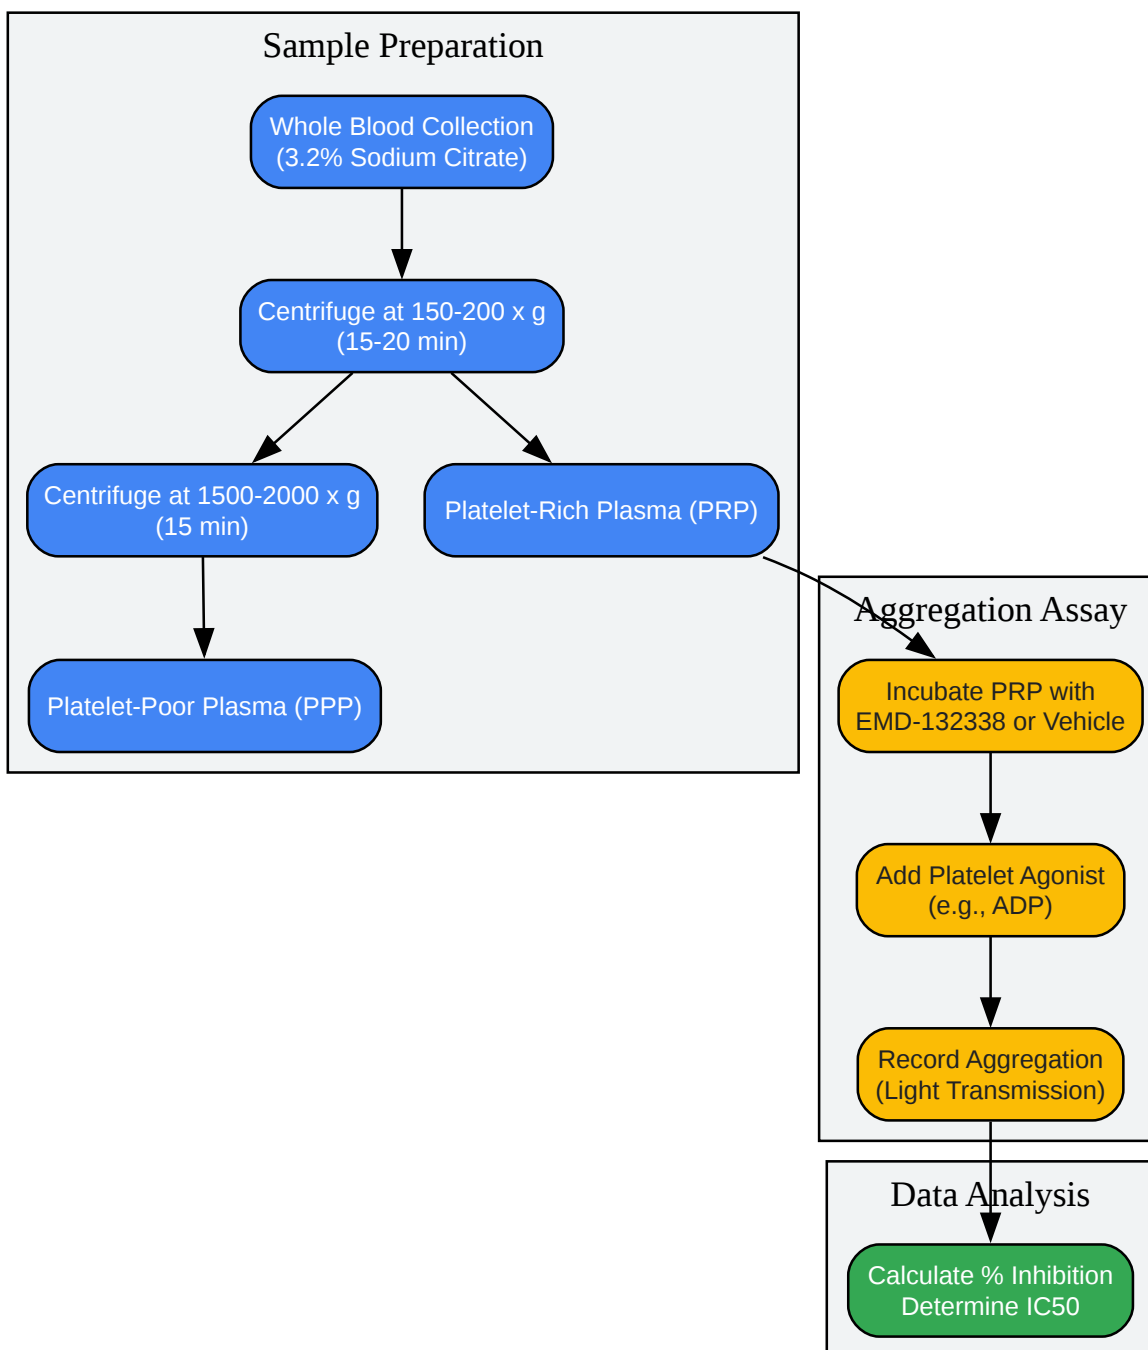 Sample Preparation
Whole Blood Collection
(3.2% Sodium Citrate)
Centrifuge at 150-200 x g
(15-20 min)
Centrifuge at 1500-2000 x g
(15 min)
Platelet-Rich Plasma (PRP)
Platelet-Poor Plasma (PPP)
Aggregation Assay
Incubate PRP with
EMD-132338 or Vehicle
Add Platelet Agonist
(e.g., ADP)
Record Aggregation
(Light Transmission)
Data Analysis
Calculate % Inhibition
Determine IC50